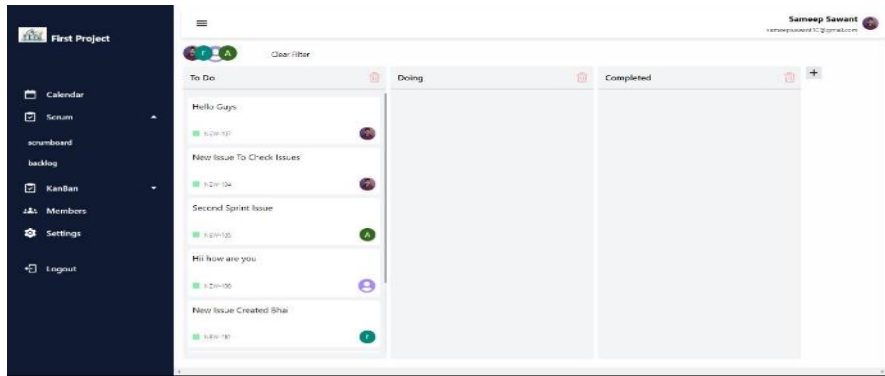 First Project
Calendar
Scrum
scrumboard
backlog
KanBan
Members
Settings
Logout
Sameep Sawant
r A
Clear Filter
To Do
Hello Guys
New Issue To Check Issues
Second Sprint Issue
A
Hii how are you
New Issue Created Bhai
r
Doing
Completed
+